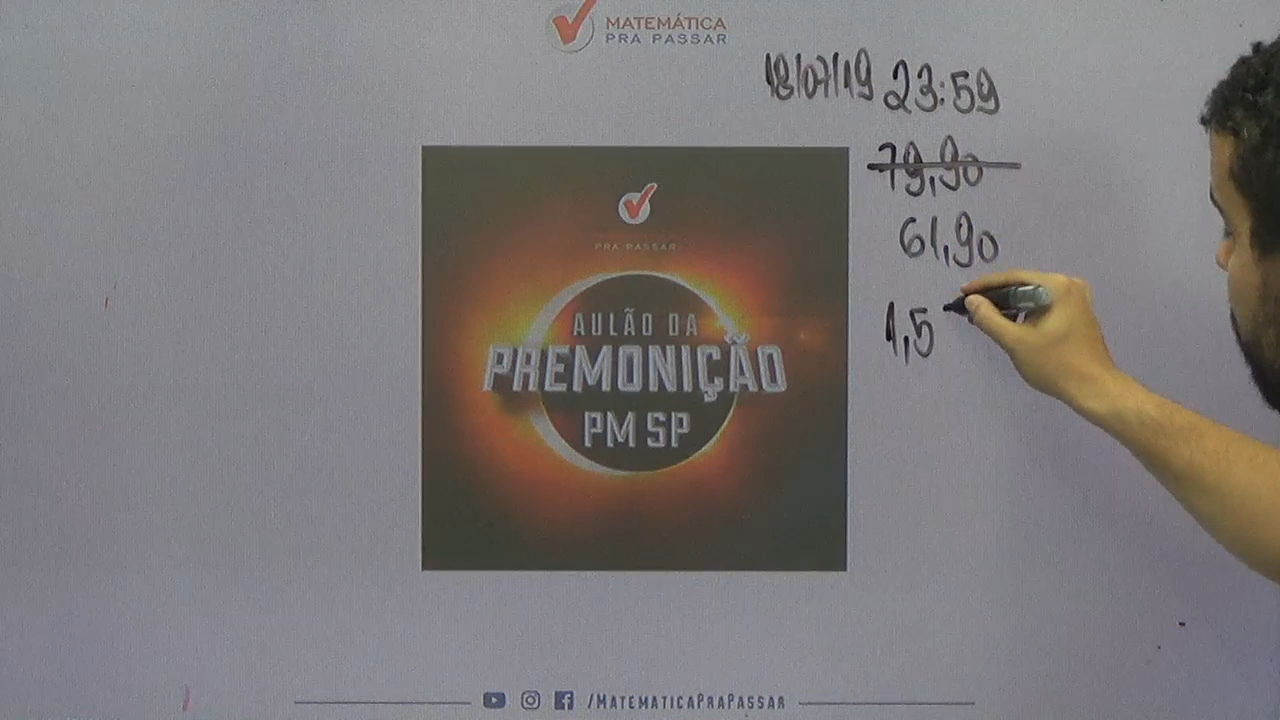 MATEMÁTICA
PRA PASSAR
18/07/19 23:59
79,90
61,90
1,5
PRA PASSAR
AULÃO DA
PREMONIÇÃO
PM SP
/MATEMATICAPRAPASSAR